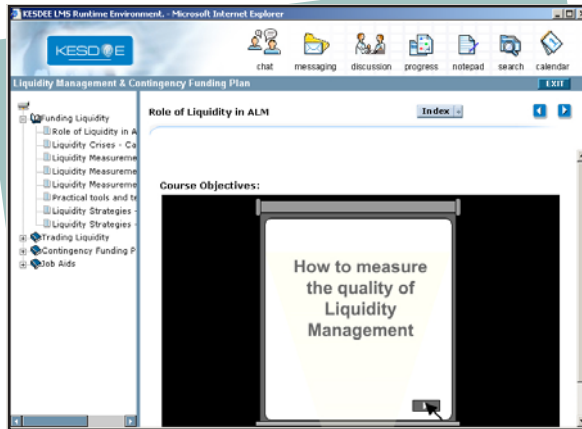 KESDEE LMS Runtime Environment, - Microsoft Internet Explorer
KESDEE
chat messaging discussion progress notepad search calendar
Liquidity Management & Contingency Funding Plan EXIT
Funding Liquidity
Role of Liquidity in A
Liquidity Crises - Ca
Liquidity Measureme
Liquidity Measureme
Liquidity Measureme
Practical tools and te
Liquidity Strategies -
Liquidity Strategies -
Trading Liquidity
Contingency Funding P
Job Aids
Role of Liquidity in ALM Index
Course Objectives:
How to measure
the quality of
Liquidity
Management